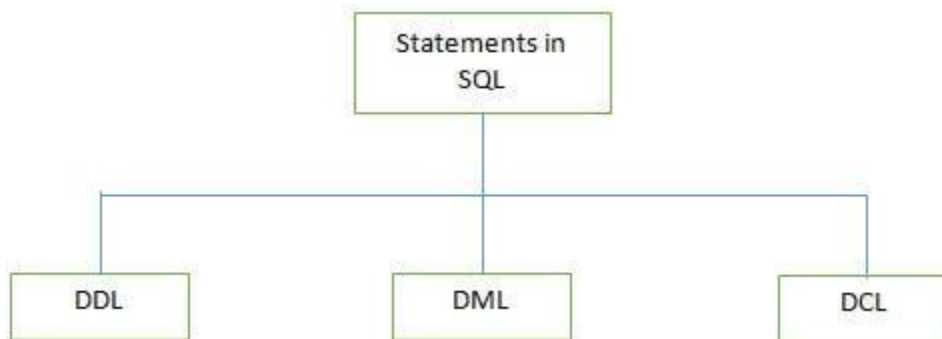 Statements in
SQL
DDL
DML
DCL